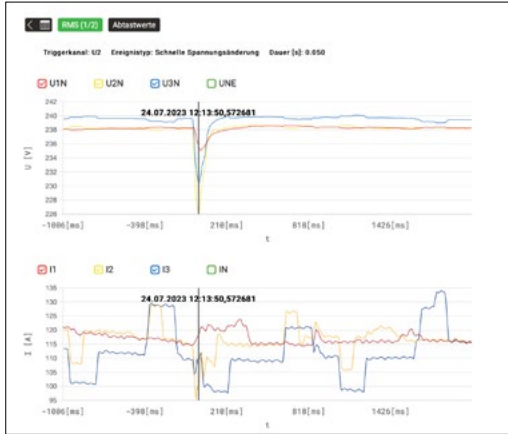 RMS (1/2) Abtastwerte
Triggerkanal: U2 Ereignistyp: Schnelle Spannungsänderung Dauer [s]: 0.050
U1N U2N U3N UNE
24.07.2023 12:13:50,572681
242
240
238
236
234
232
230
228
226
U [V]
-1006[ms] -398[ms] 210[ms] 818[ms] 1426[ms]
t
I1 I2 I3 IN
24.07.2023 12:13:50,572681
135
130
125
120
115
110
105
100
95
I [A]
-1006[ms] -398[ms] 210[ms] 818[ms] 1426[ms]
t